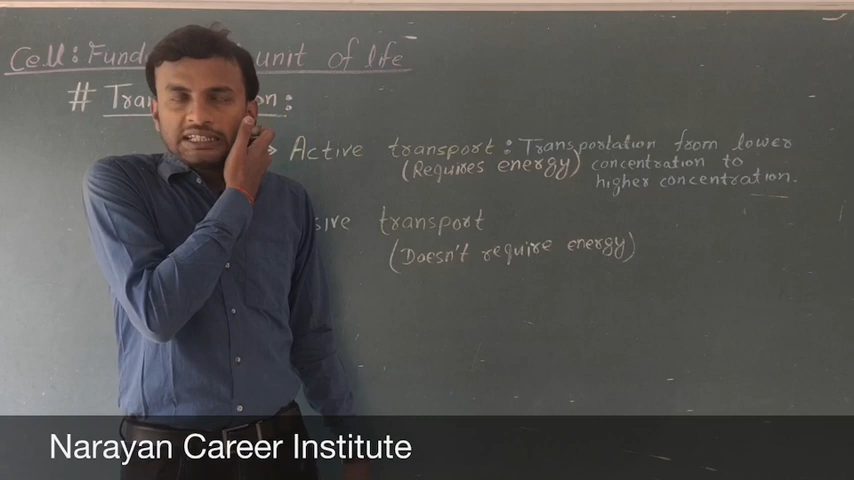 Cell: Fund unit of life
# Tran on:
Active transport: Transportation from lower
(Requires energy) concentration to
higher concentration.
sive transport
(Doesn't require energy)
Narayan Career Institute